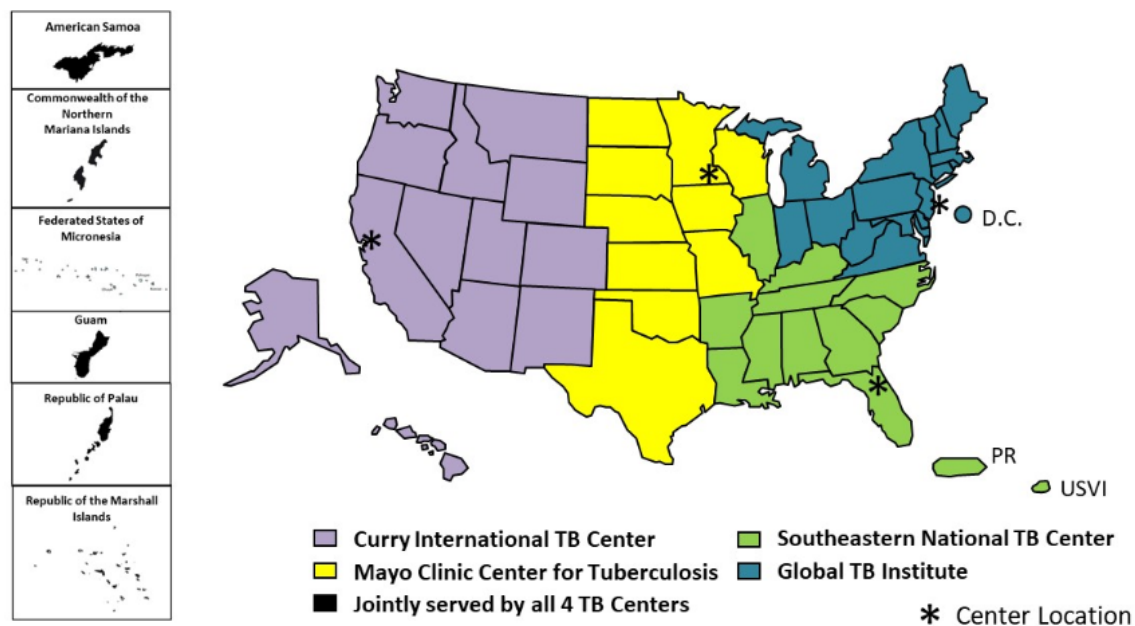 American Samoa
Commonwealth of the
Northern
Mariana Islands
Federated States of
Micronesia
Guam
Republic of Palau
Republic of the Marshall
Islands
D.C.
PR
USVI
Curry International TB Center
Mayo Clinic Center for Tuberculosis
Jointly served by all 4 TB Centers
Southeastern National TB Center
Global TB Institute
* Center Location